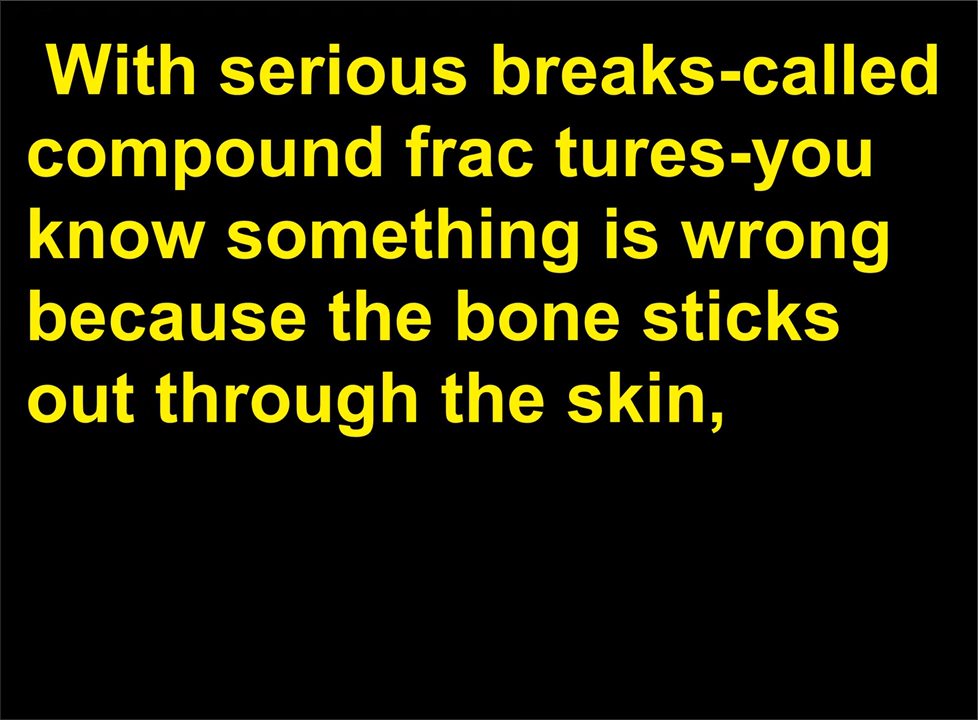 With serious breaks-called
compound frac tures-you
know something is wrong
because the bone sticks
out through the skin,